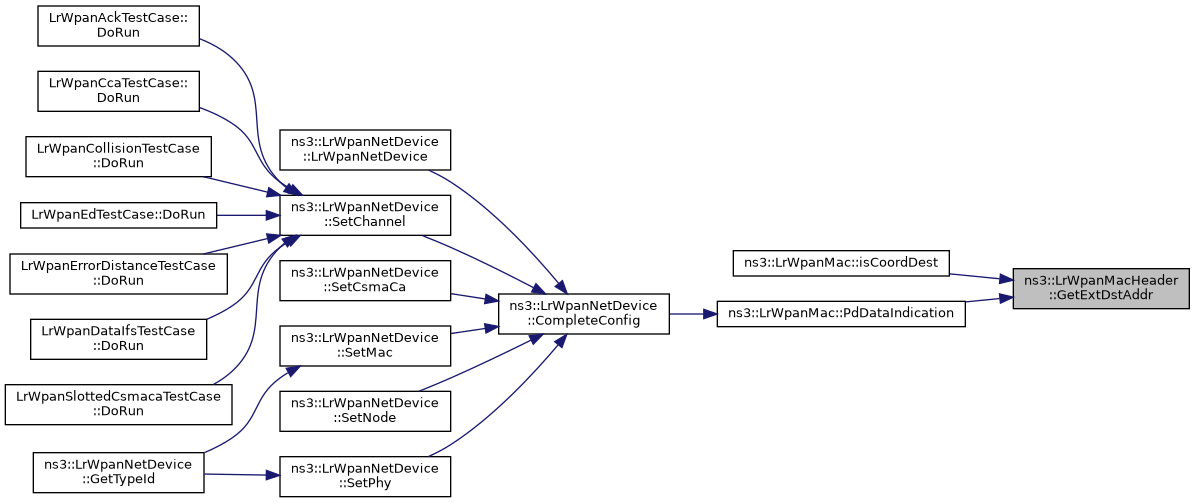 LrWpanAckTestCase::
DoRun
LrWpanCcaTestCase::
DoRun
LrWpanCollisionTestCase
::DoRun
LrWpanEdTestCase::DoRun
LrWpanErrorDistanceTestCase
::DoRun
LrWpanDataIfsTestCase
::DoRun
LrWpanSlottedCsmacaTestCase
::DoRun
ns3::LrWpanNetDevice
::GetTypeId
ns3::LrWpanNetDevice
::LrWpanNetDevice
ns3::LrWpanNetDevice
::SetChannel
ns3::LrWpanNetDevice
::SetCsmaCa
ns3::LrWpanNetDevice
::SetMac
ns3::LrWpanNetDevice
::SetNode
ns3::LrWpanNetDevice
::SetPhy
ns3::LrWpanNetDevice
::CompleteConfig
ns3::LrWpanMac::isCoordDest
ns3::LrWpanMac::PdDataIndication
ns3::LrWpanMacHeader
::GetExtDstAddr